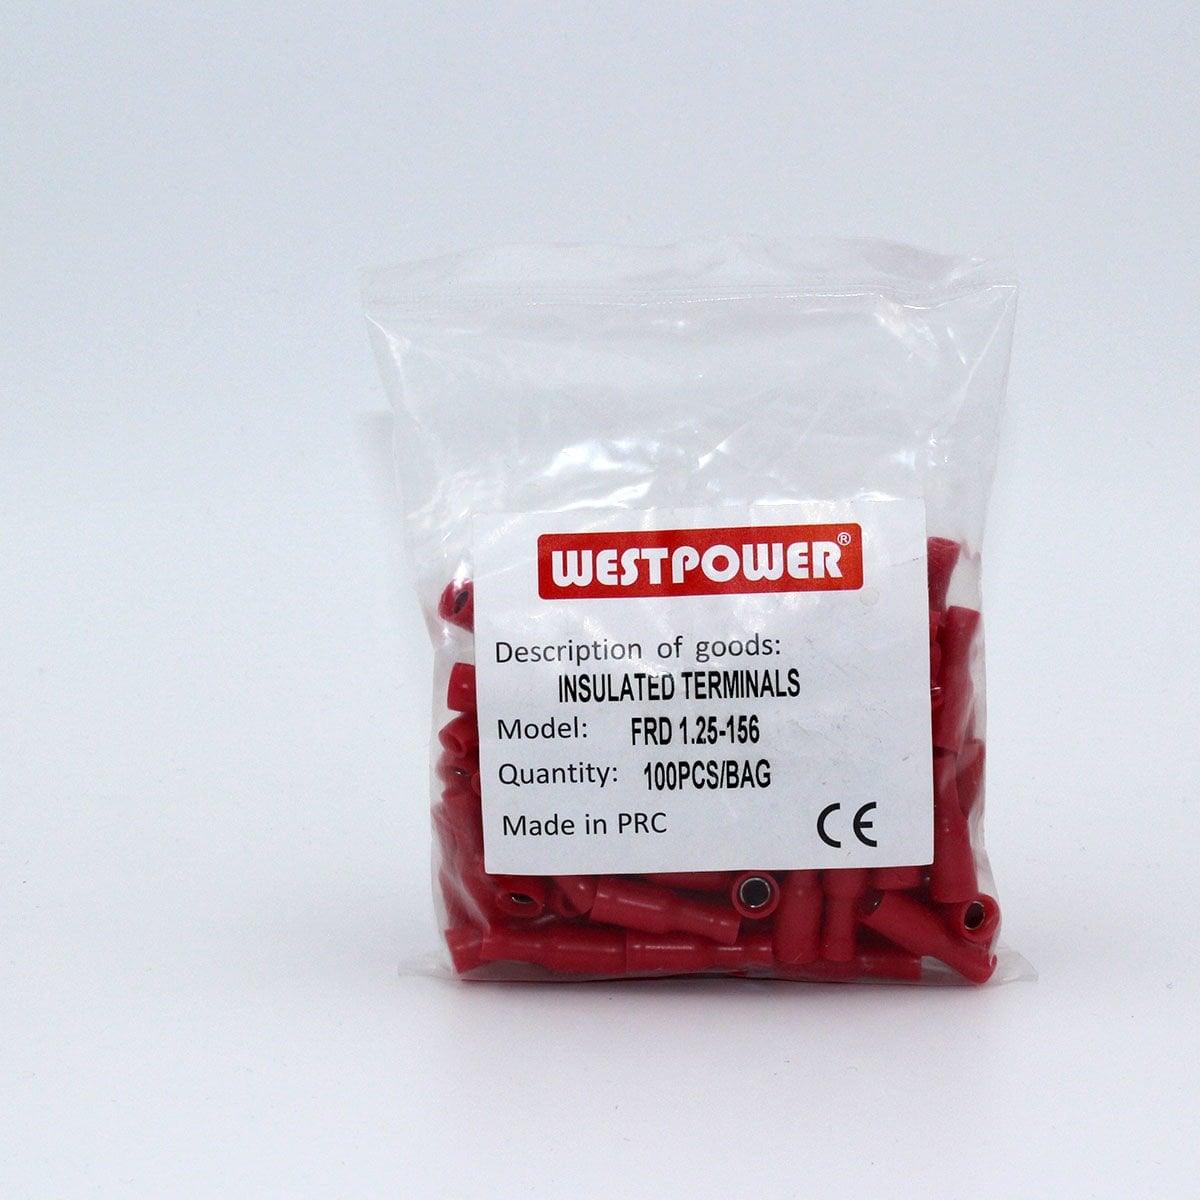 WESTPOWER®
Description of goods:
INSULATED TERMINALS
Model: FRD 1.25-156
Quantity: 100PCS/BAG
Made in PRC CE